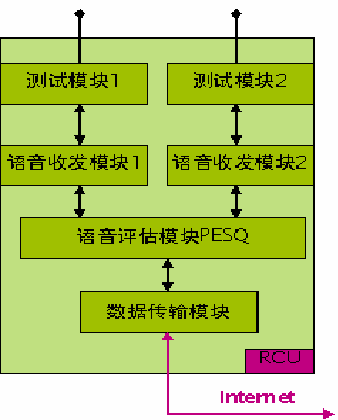 测试模块1
测试模块2
语音收发模块1
语音收发模块2
语音评估模块PESQ
数据传输模块
RCU
Internet